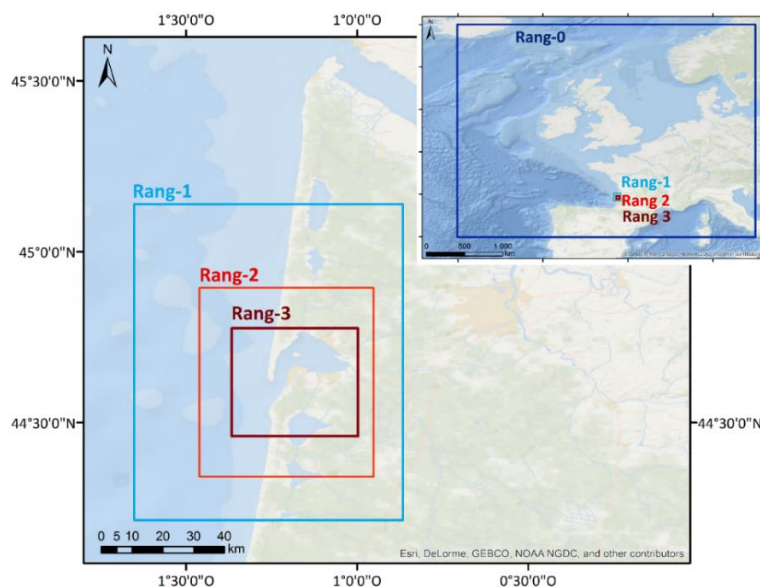 1°30'0"W
1°0'0"W
N
45°30'0"N
Rang-1
45°0'0"N
Rang-2
Rang-3
44°30'0"N
0 5 10 20 30 40
km
Esri, DeLorme, GEBCO, NOAA NGDC, and other contributors
1°30'0"W
1°0'0"W
0°30'0"W
44°30'0"N
N
Rang-0
Rang-1
Rang 2
Rang 3
0 500 1 000
km